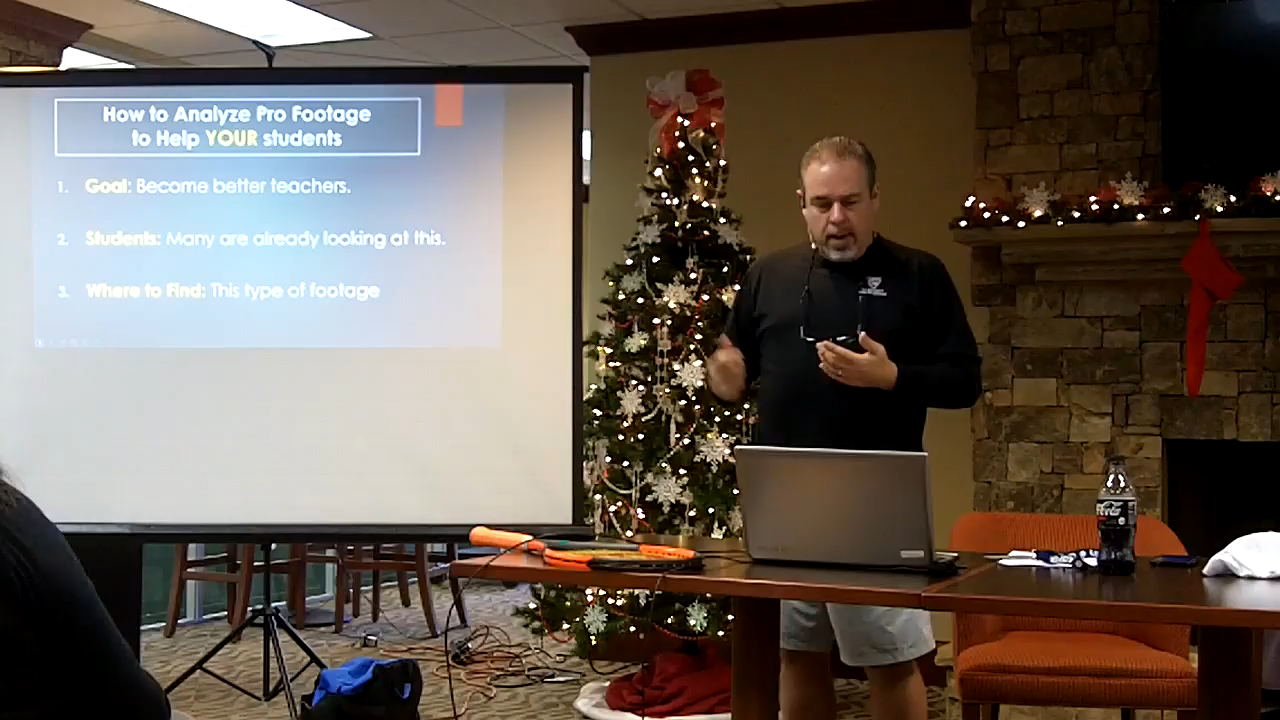 How to Analyze Pro Footage
to Help YOUR students
1. Goal: Become better teachers.
2. Students: Many are already looking at this.
3. Where to Find: This type of footage